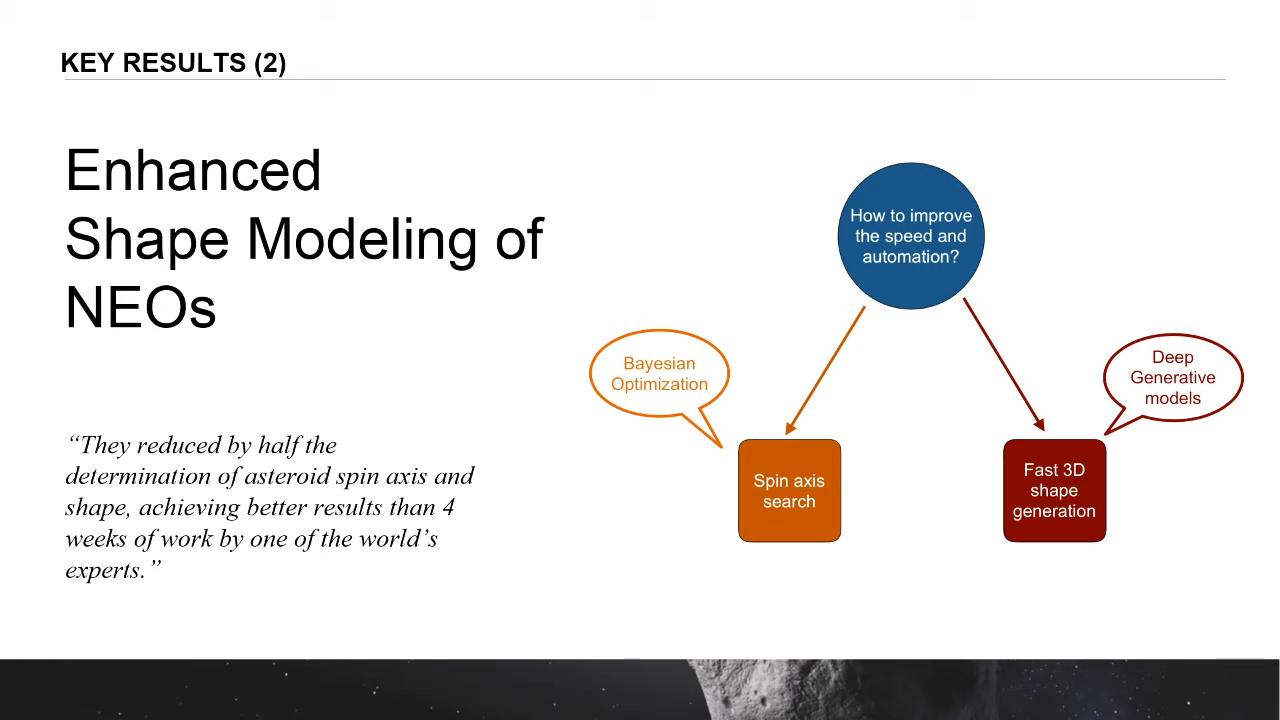 KEY RESULTS (2)
Enhanced
Shape Modeling of
NEOs
“They reduced by half the
determination of asteroid spin axis and
shape, achieving better results than 4
weeks of work by one of the world’s
experts.”
How to improve
the speed and
automation?
Bayesian
Optimization
Deep
Generative
models
Spin axis
search
Fast 3D
shape
generation